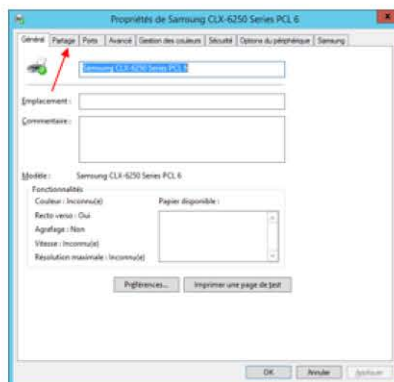 Propriétés de Samsung CLX-6250 Series PCL 6
Général Partage Ports Avancé Gestion des couleurs Sécurité Options du périphérique Samsung
Samsung CLX-6250 Series PCL 6
Emplacement :
Commentaire :
Modèle : Samsung CLX-6250 Series PCL 6
Fonctionnalités
Couleur : Inconnu(e) Papier disponible :
Recto verso : Oui
Agrafage : Non
Vitesse : Inconnu(e)
Résolution maximale : Inconnu(e)
Préférences... Imprimer une page de test
OK Annuler Appliquer